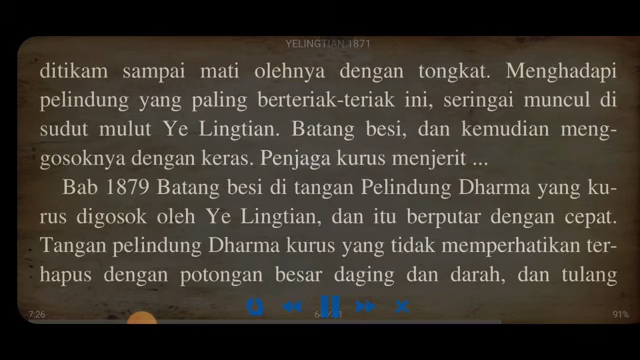 YELINGTIAN 1871
ditikam sampai mati olehnya dengan tongkat. Menghadapi
pelindung yang paling berteriak-teriak ini, seringai muncul di
sudut mulut Ye Lingtian. Batang besi, dan kemudian meng-
gosoknya dengan keras. Penjaga kurus menjerit ...
Bab 1879 Batang besi di tangan Pelindung Dharma yang ku-
rus digosok oleh Ye Lingtian, dan itu berputar dengan cepat.
Tangan pelindung Dharma kurus yang tidak memperhatikan ter-
hapus dengan potongan besar daging dan darah, dan tulang
7:26
91%